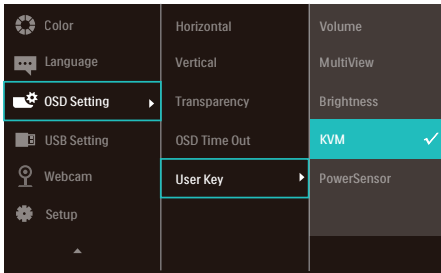 Color
Language
OSD Setting
USB Setting
Webcam
Setup
Horizontal
Vertical
Transparency
OSD Time Out
User Key
Volume
MultiView
Brightness
KVM
PowerSensor